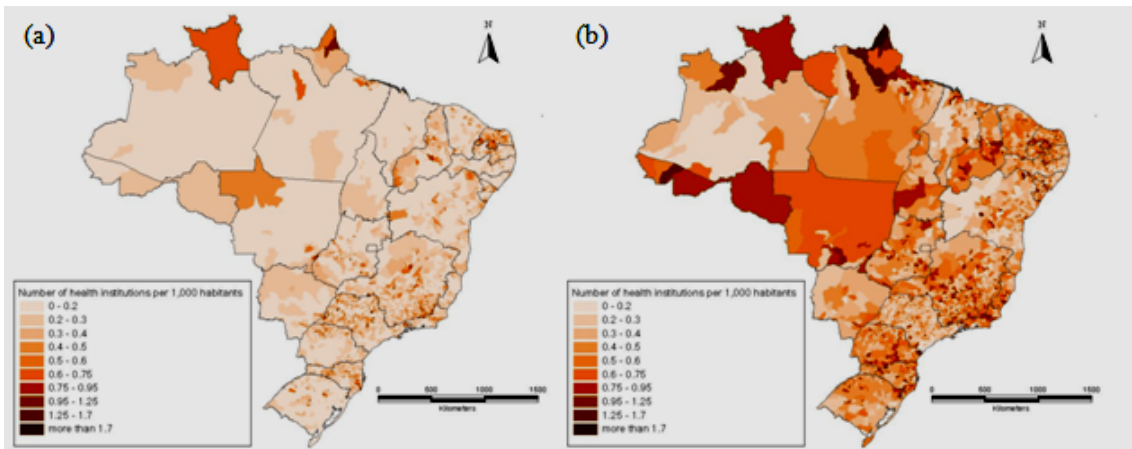 (a)
N
Number of health institutions per 1,000 habitants
0 - 0.2
0.2 - 0.3
0.3 - 0.4
0.4 - 0.5
0.5 - 0.6
0.6 - 0.75
0.75 - 0.95
0.95 - 1.25
1.25 - 1.7
more than 1.7
0 500 1000 1500
Kilometers
(b)
N
Number of health institutions per 1,000 habitants
0 - 0.2
0.2 - 0.3
0.3 - 0.4
0.4 - 0.5
0.5 - 0.6
0.6 - 0.75
0.75 - 0.95
0.95 - 1.25
1.25 - 1.7
more than 1.7
0 500 1000 1500
Kilometers